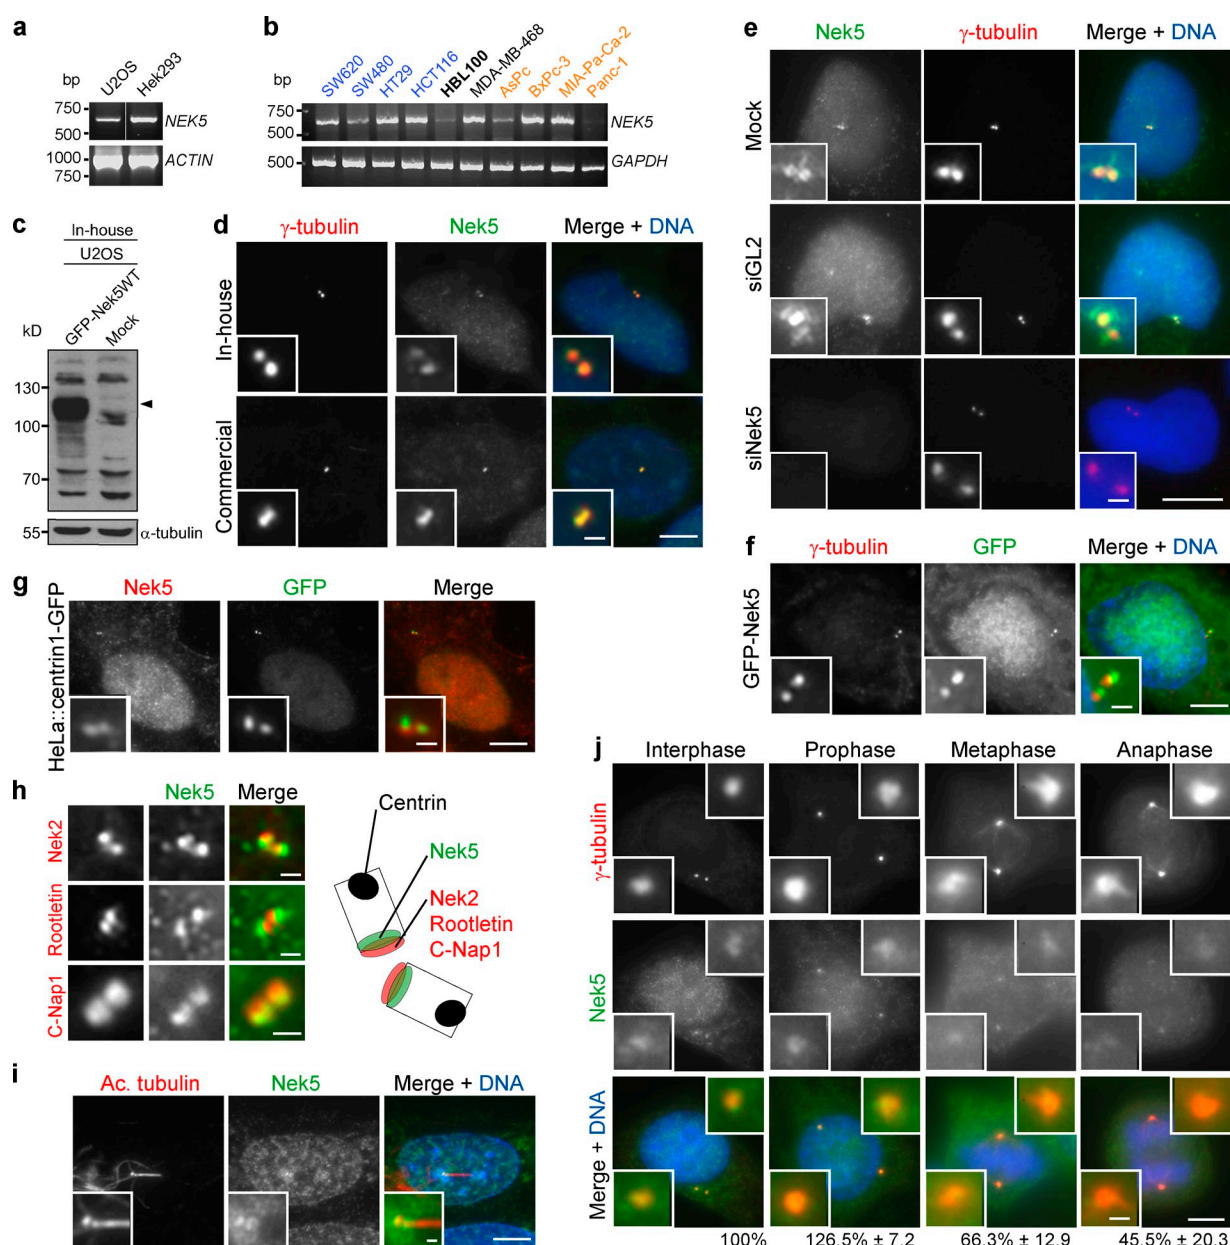 a
bp
U2OS
Hek293
750
500
NEK5
1000
750
ACTIN
b
bp
SW620
SW480
HT29
HCT116
HBL100
MDA-MB-468
AsPc
BxPc-3
MIA-Pa-Ca-2
Panc-1
750
500
NEK5
500
GAPDH
c
In-house
U2OS
kD
GFP-Nek5WT
Mock
130
100
70
55
α-tubulin
d
γ-tubulin
Nek5
Merge + DNA
In-house
Commercial
e
Nek5
γ-tubulin
Merge + DNA
Mock
siGL2
siNek5
f
γ-tubulin
GFP
Merge + DNA
GFP-Nek5
g
Nek5
GFP
Merge
HeLa::centrin1-GFP
h
Nek5
Merge
Nek2
Rootletin
C-Nap1
Centrin
Nek5
Nek2
Rootletin
C-Nap1
i
Ac. tubulin
Nek5
Merge + DNA
j
Interphase
Prophase
Metaphase
Anaphase
γ-tubulin
Nek5
Merge + DNA
100%
126.5% ± 7.2
66.3% ± 12.9
45.5% ± 20.3